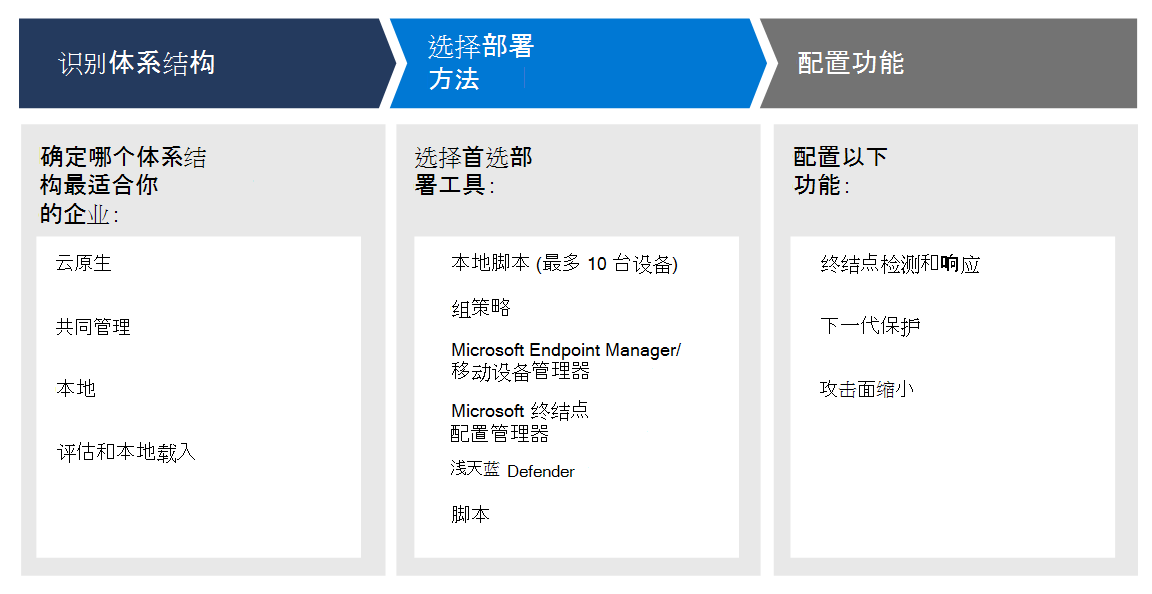 识别体系结构
选择部署
方法
配置功能
确定哪个体系结
构最适合你
的企业:
云原生
共同管理
本地
评估和本地载入
选择首选部
署工具:
本地脚本 (最多 10 台设备)
组策略
Microsoft Endpoint Manager/
移动设备管理器
Microsoft 终结点
配置管理器
浅天蓝 Defender
脚本
配置以下
功能:
终结点检测和响应
下一代保护
攻击面缩小